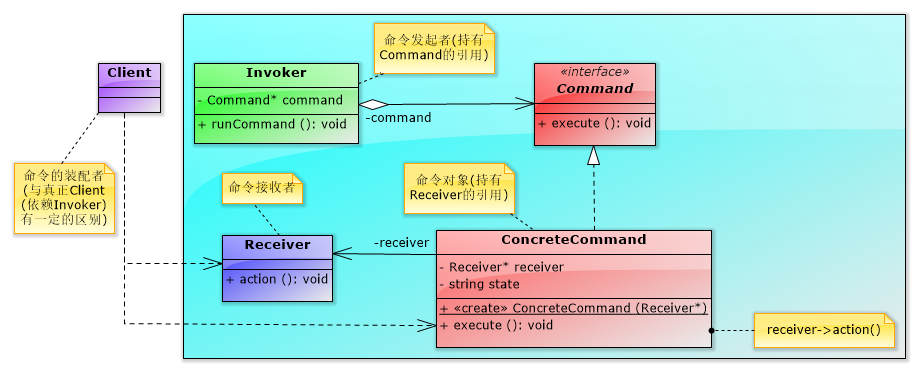 命令发起者(持有
Command的引用)
Client
Invoker
- Command* command
+ runCommand (): void
-command
«interface»
Command
+ execute (): void
命令的装配者
(与真正Client
(依赖Invoker)
有一定的区别)
命令接收者
命令对象(持有
Receiver的引用)
Receiver
+ action (): void
-receiver
ConcreteCommand
- Receiver* receiver
- string state
+ «create» ConcreteCommand (Receiver*)
+ execute (): void
receiver->action()